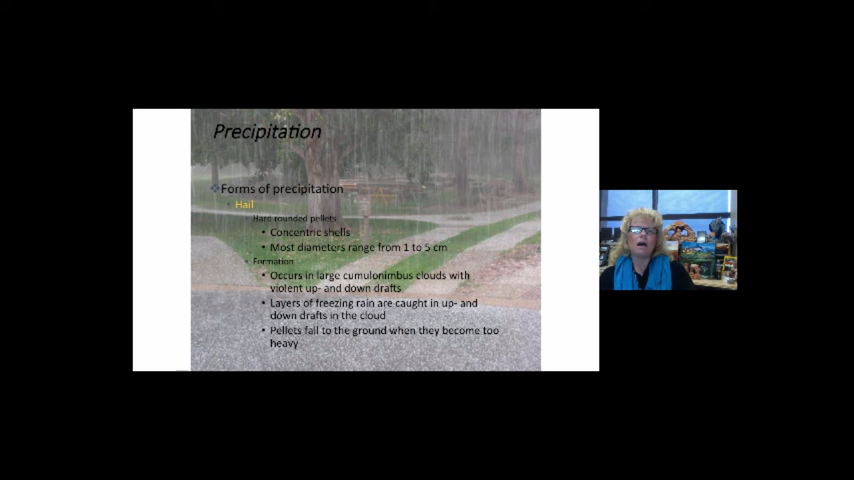 Precipitation
Forms of precipitation
Hail
Hard rounded pellets
Concentric shells
Most diameters range from 1 to 5 cm
Formation
Occurs in large cumulonimbus clouds with
violent up- and down drafts
Layers of freezing rain are caught in up- and
down drafts in the cloud
Pellets fall to the ground when they become too
heavy